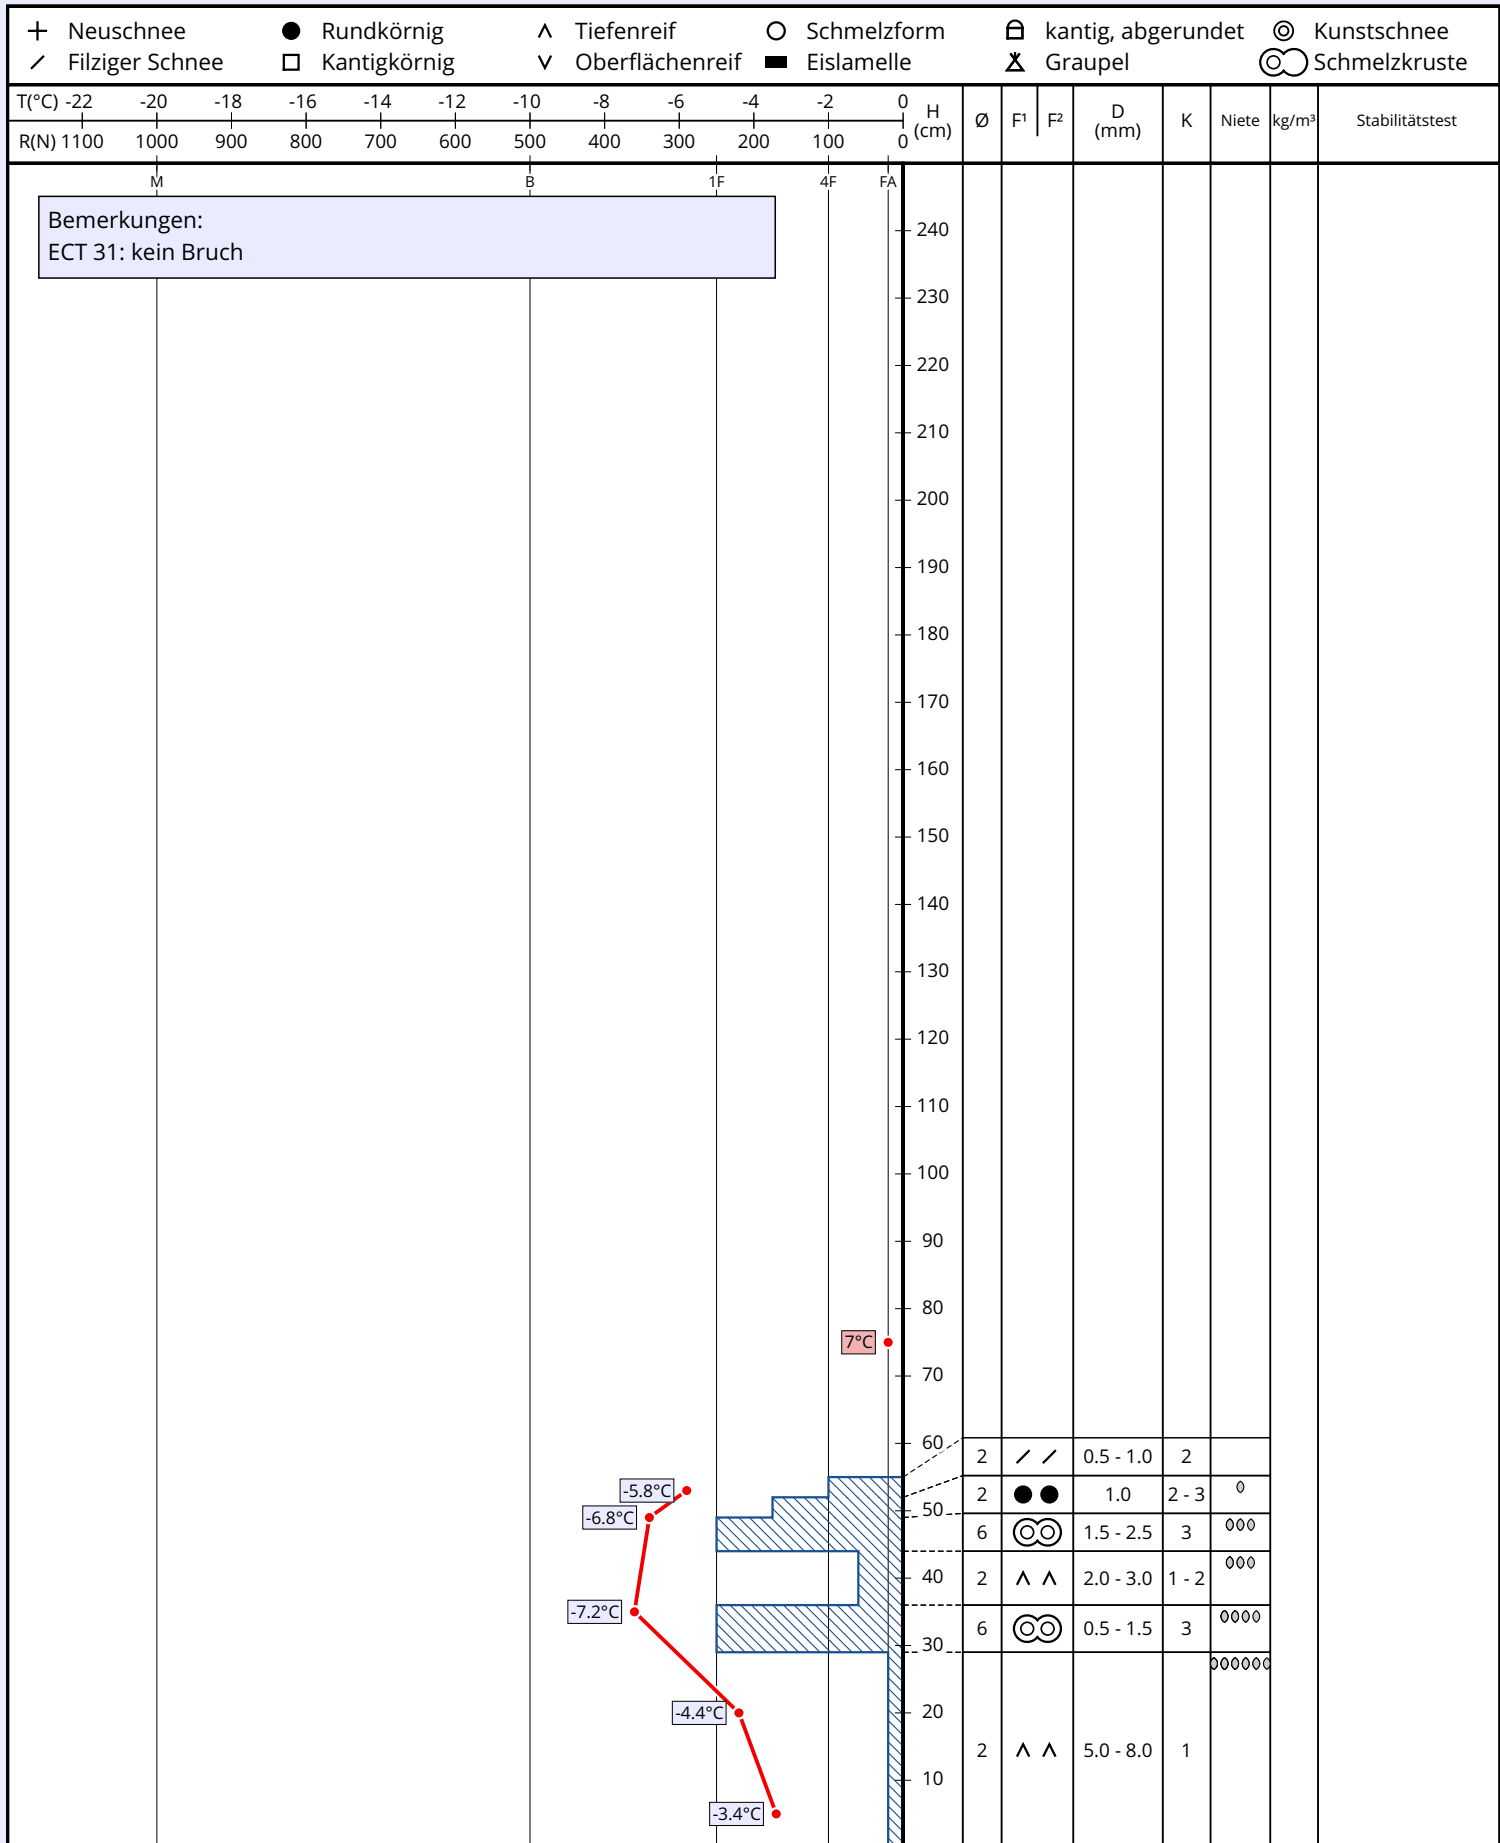 Neuschnee Rundkörnig Tiefenreif Schmelzform kantig, abgerundet Kunstschnee
Filziger Schnee Kantigkörnig Oberflächenreif Eislamelle Graupel Schmelzkruste
T(°C) -22 -20 -18 -16 -14 -12 -10 -8 -6 -4 -2 0
R(N) 1100 1000 900 800 700 600 500 400 300 200 100 0
H (cm) Ø F¹ F² D (mm) K Niete kg/m³ Stabilitätstest
M B 1F 4F FA
Bemerkungen:
ECT 31: kein Bruch
240
230
220
210
200
190
180
170
160
150
140
130
120
110
100
90
80
7°C
70
60
2 0.5 - 1.0 2
-5.8°C
2 1.0 2 - 3
50
-6.8°C
6 1.5 - 2.5 3
40
2 2.0 - 3.0 1 - 2
-7.2°C
6 0.5 - 1.5 3
30
-4.4°C
20
2 5.0 - 8.0 1
10
-3.4°C